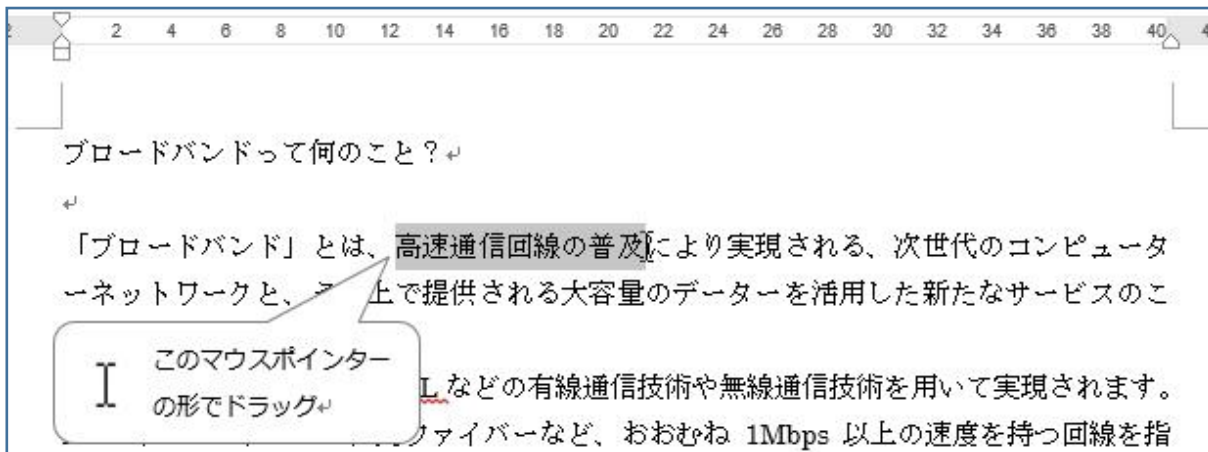 2 2 4 6 8 10 12 14 16 18 20 22 24 26 28 30 32 34 36 38 40 4
ブロードバンドって何のこと？↵
↵
「ブロードバンド」とは、高速通信回線の普及により実現される、次世代のコンピュータ
ーネットワークと、 上で提供される大容量のデーターを活用した新たなサービスのこ
このマウスポインター
の形でドラッグ↵
L などの有線通信技術や無線通信技術を用いて実現されます。
ファイバーなど、おおむね 1Mbps 以上の速度を持つ回線を指